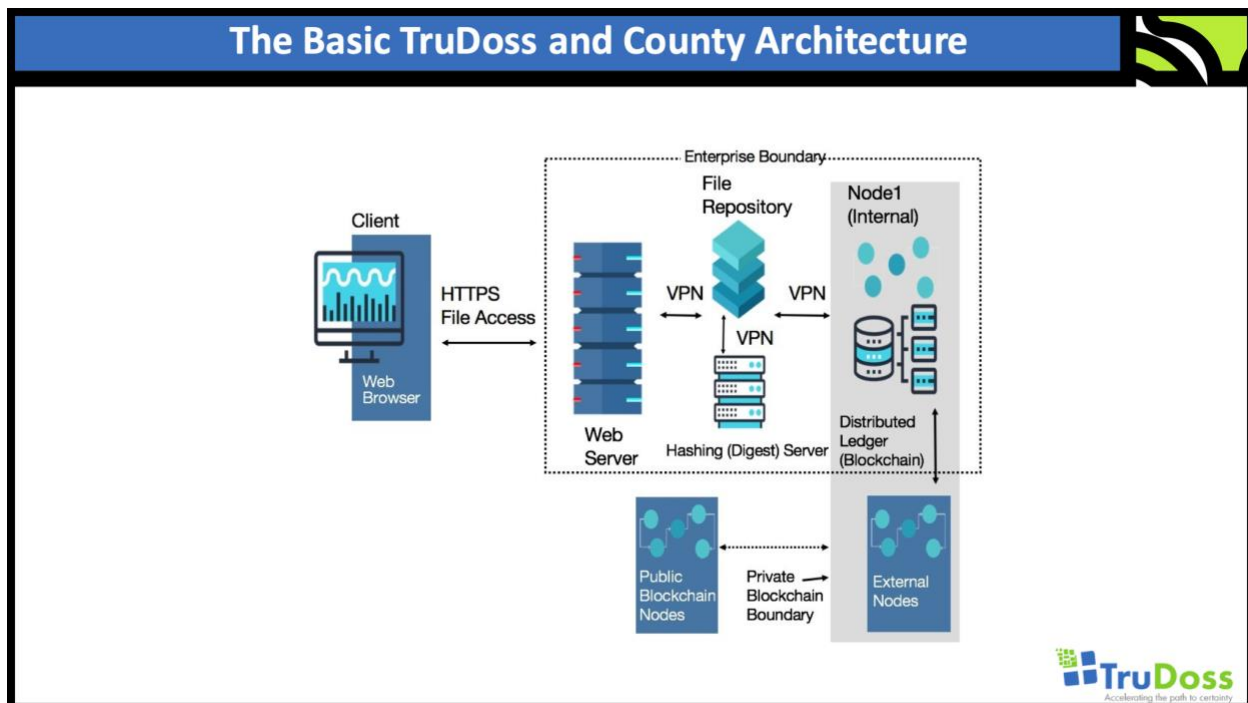 The Basic TruDoss and County Architecture
Enterprise Boundary
File
Repository
Node1
(Internal)
Client
HTTPS
File Access
VPN
VPN
VPN
Web
Browser
Web
Server
Hashing (Digest) Server
Distributed
Ledger
(Blockchain)
Public
Blockchain
Nodes
Private
Blockchain
Boundary
External
Nodes
TruDoss
Accelerating the path to certainty